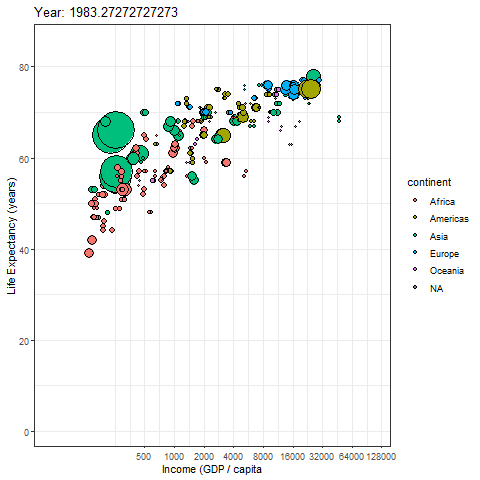 Year: 1983.27272727273
80
60
40
20
0
Life Expectancy (years)
500 1000 2000 4000 8000 16000 32000 64000 128000
Income (GDP / capita
continent
Africa
Americas
Asia
Europe
Oceania
NA